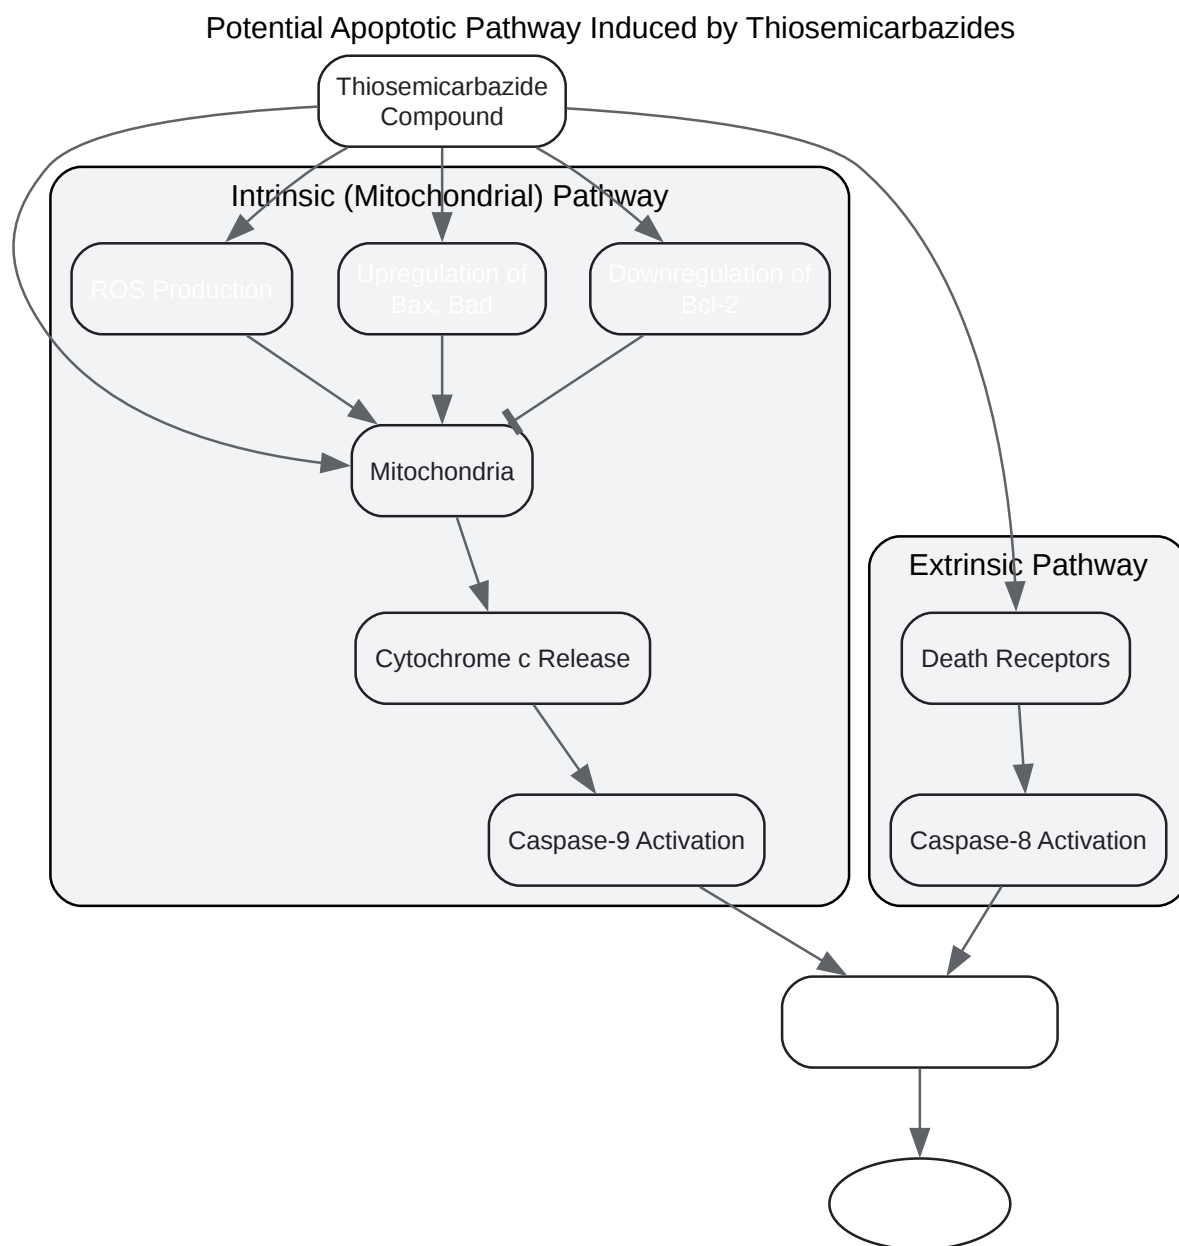 Potential Apoptotic Pathway Induced by Thiosemicarbazides
Thiosemicarbazide
Compound
Intrinsic (Mitochondrial) Pathway
ROS Production
Upregulation of
Bax, Bad
Downregulation of
Bcl-2
Mitochondria
Extrinsic Pathway
Cytochrome c Release
Death Receptors
Caspase-9 Activation
Caspase-8 Activation